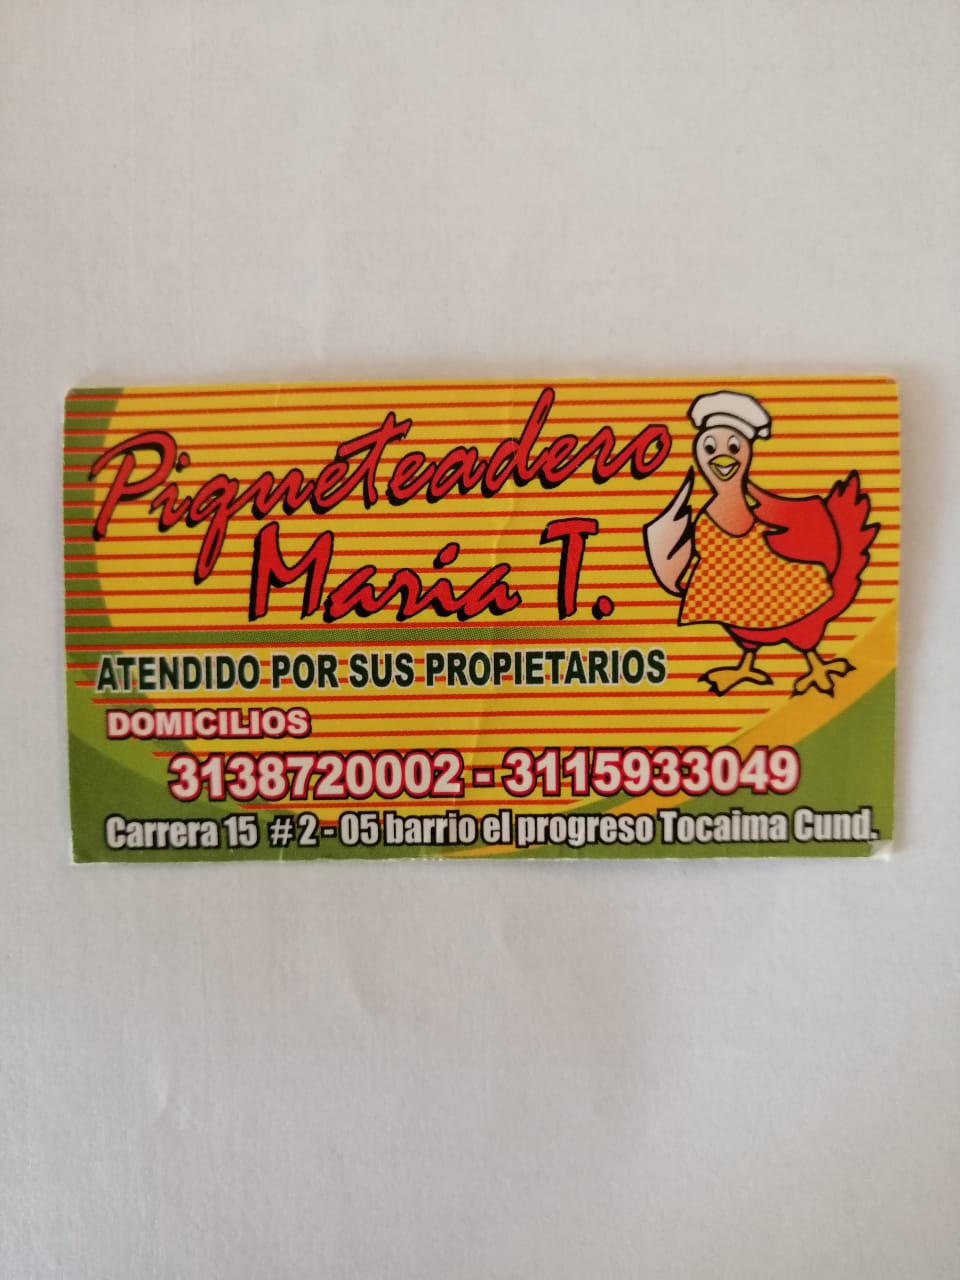 Piqueteadero
Maria T.
ATENDIDO POR SUS PROPIETARIOS
DOMICILIOS
3138720002 - 3115933049
Carrera 15 # 2 - 05 barrio el progreso Tocaima Cund.